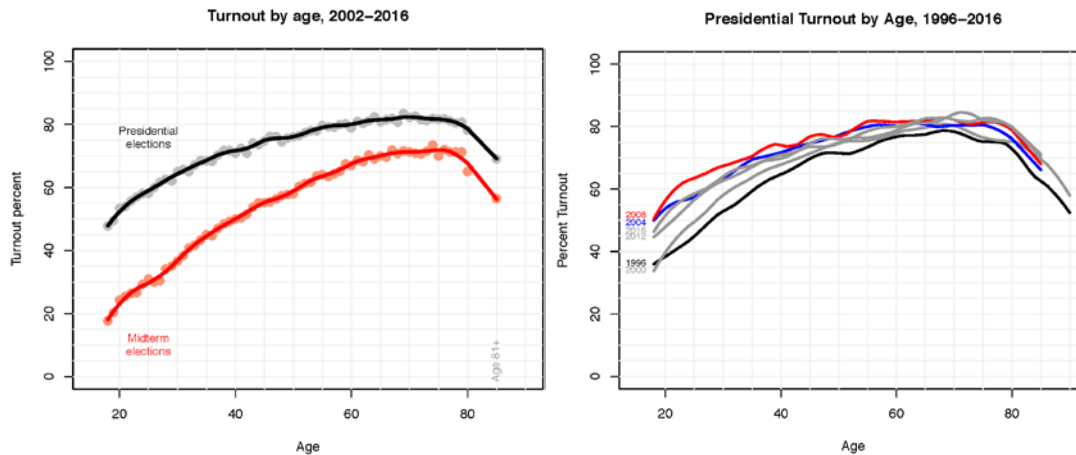 Turnout by age, 2002–2016
Turnout percent
100
80
60
40
20
0
Presidential
elections
Midterm
elections
Age 81+
20
40
60
80
Age
Presidential Turnout by Age, 1996–2016
Percent Turnout
100
80
60
40
20
0
2008
2004
2012
1996
2000
20
40
60
80
Age